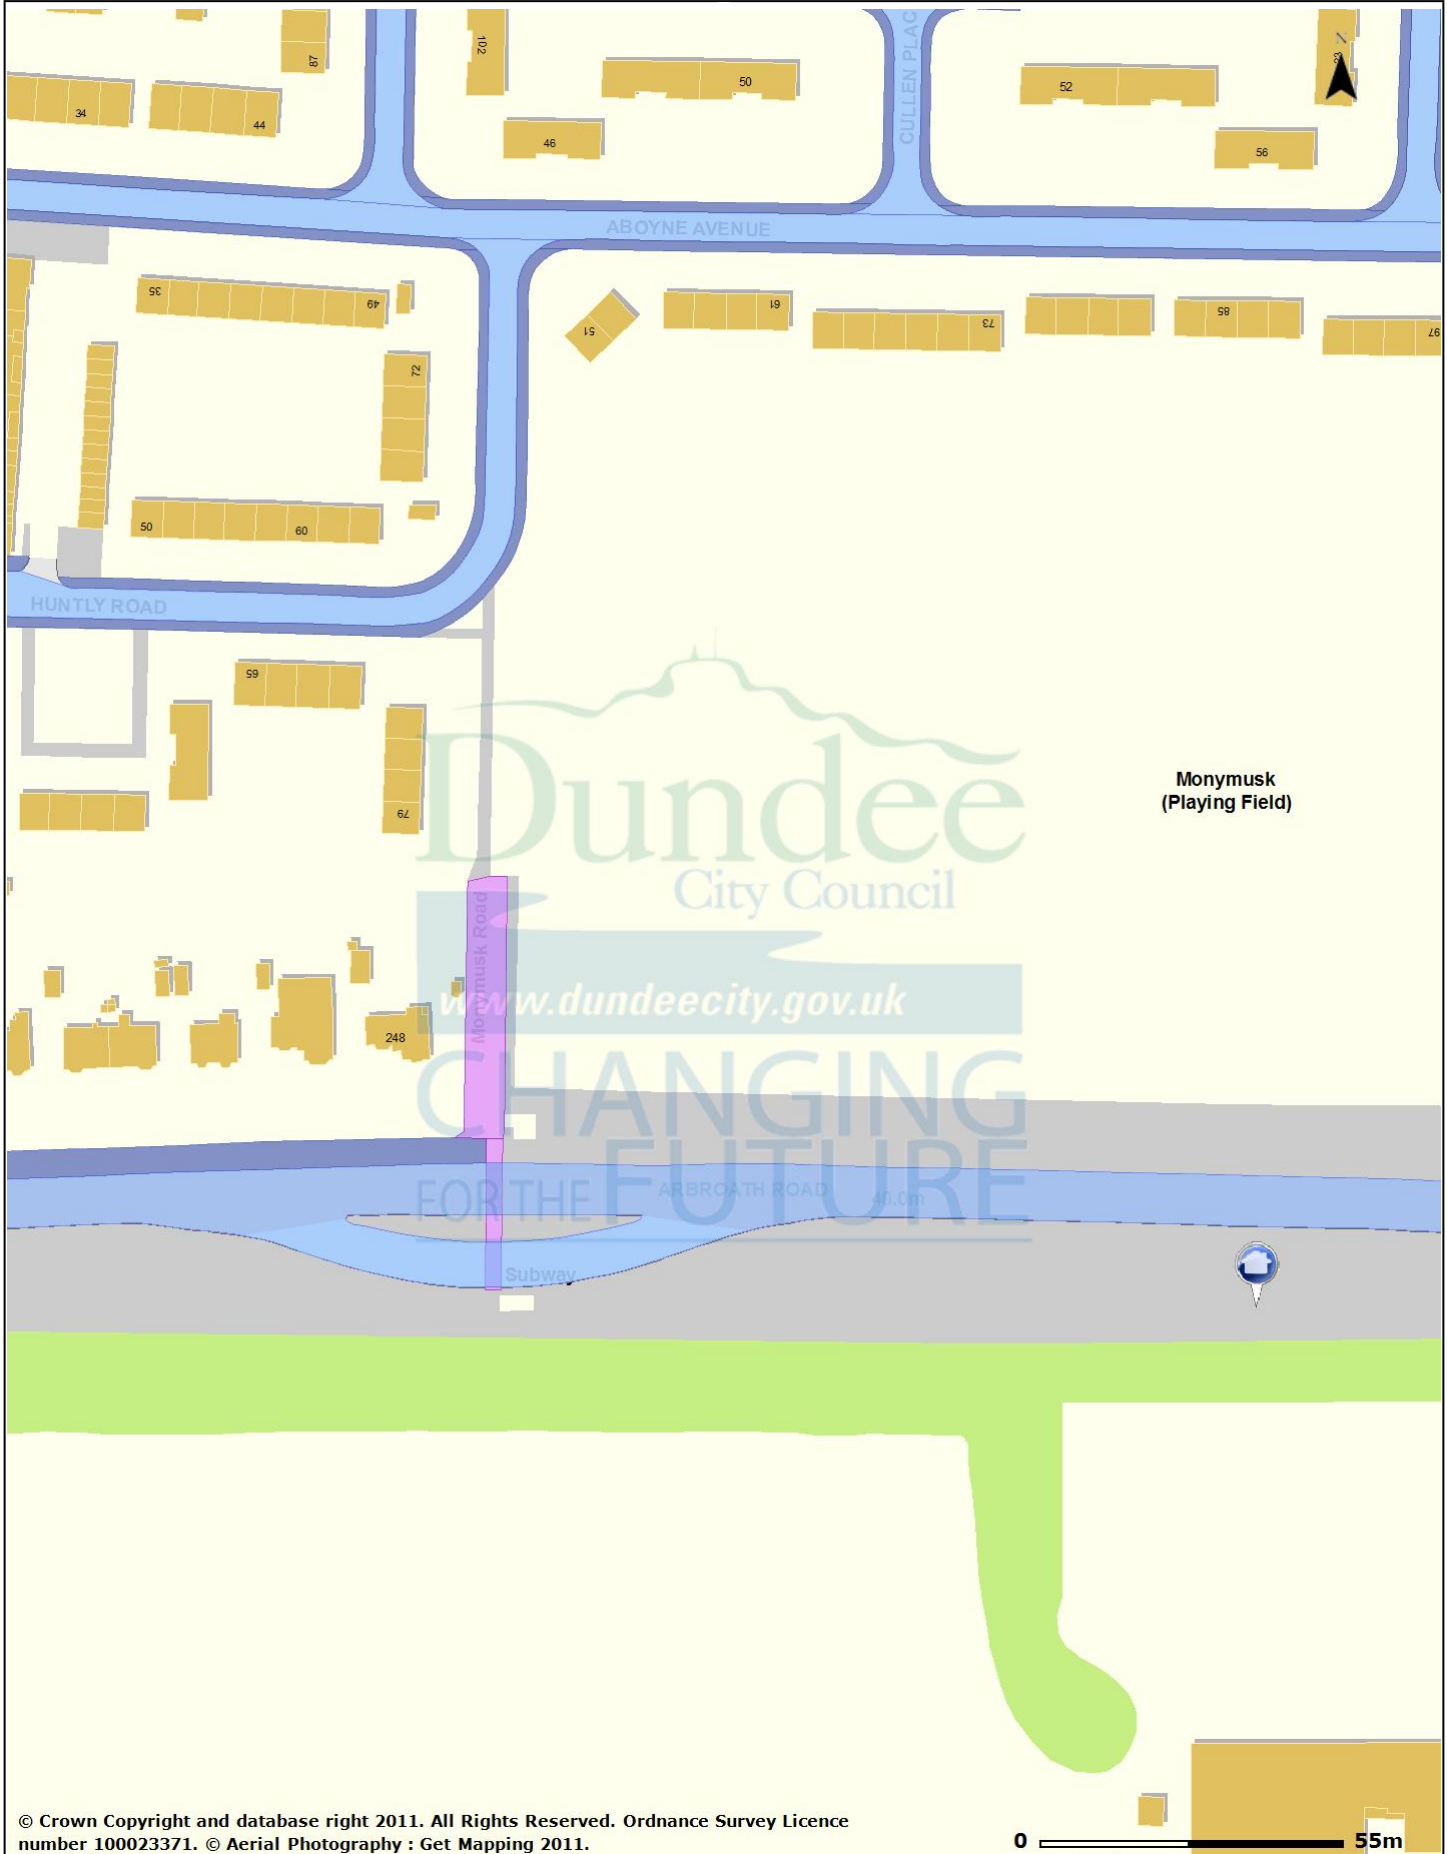 87
102
50
CULLEN PLAC
N
23
34
44
46
52
56
ABOYNE AVENUE
35
49
51
61
73
85
97
72
50
60
HUNTLY ROAD
65
79
Dundee
City Council
Monymusk
(Playing Field)
Monymusk Road
www.dundeecity.gov.uk
248
CHANGING
FOR THE FUTURE
ARBROATH ROAD
40.0m
Subway
© Crown Copyright and database right 2011. All Rights Reserved. Ordnance Survey Licence
number 100023371. © Aerial Photography : Get Mapping 2011.
0 55m